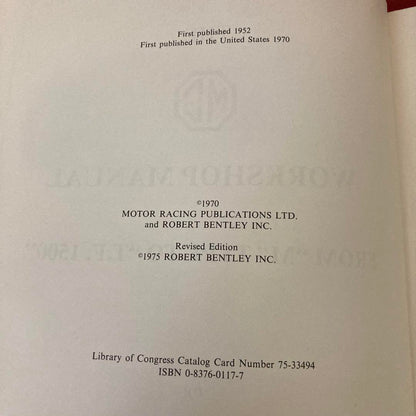 First published 1952
First published in the United States 1970
©1970
MOTOR RACING PUBLICATIONS LTD.
and ROBERT BENTLEY INC.
Revised Edition
©1975 ROBERT BENTLEY INC.
Library of Congress Catalog Card Number 75-33494
ISBN 0-8376-0117-7